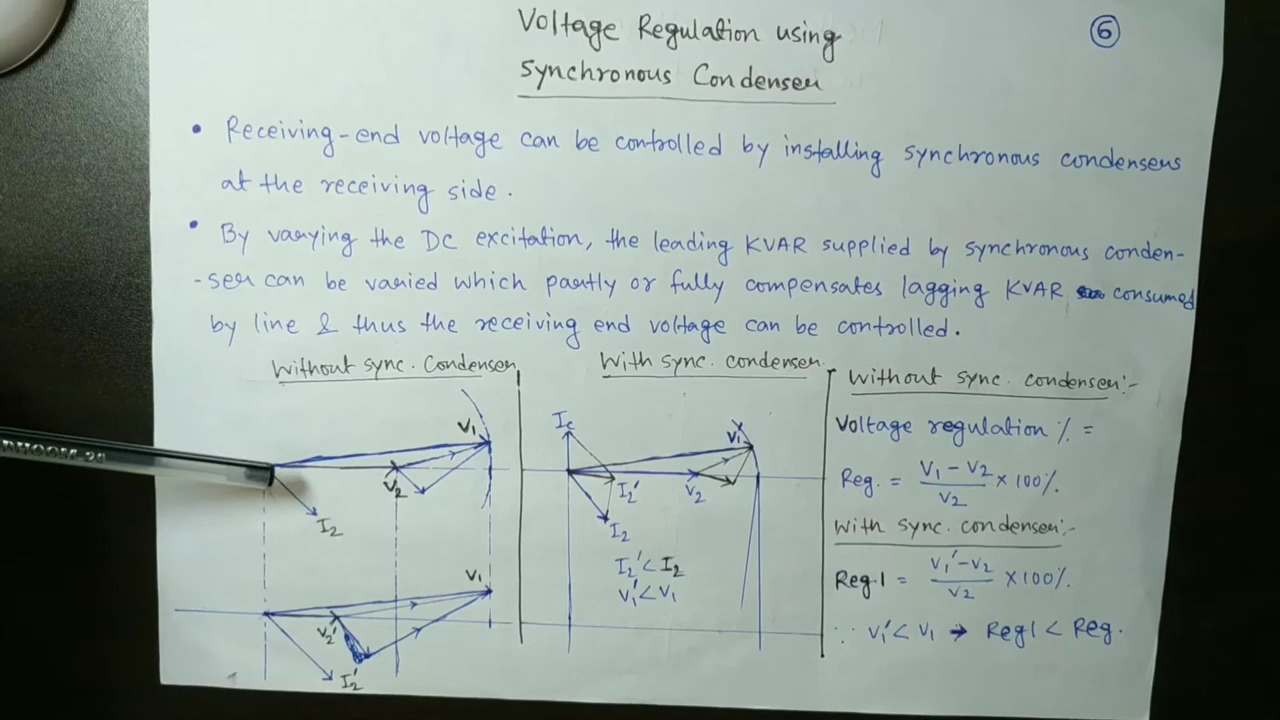 Voltage Regulation using
Synchronous Condenser
6
• Receiving-end voltage can be controlled by installing synchronous condensers
at the receiving side.
• By varying the DC excitation, the leading KVAR supplied by synchronous conden-
-ser can be varied which partly or fully compensates lagging KVAR consumed
by line & thus the receiving end voltage can be controlled.
Without sync. Condenser
V1
V2
I2
V1
V2'
I2'
With sync. condenser
Ic
V1'
I2'
V2
I2
I2' < I2
V1' < V1
Without sync. condenser:-
Voltage regulation % =
Reg. = V1 - V2 / V2 × 100%.
With sync. condenser:-
Reg.1 = V1' - V2 / V2 × 100%.
∵ V1' < V1 → Reg1 < Reg.